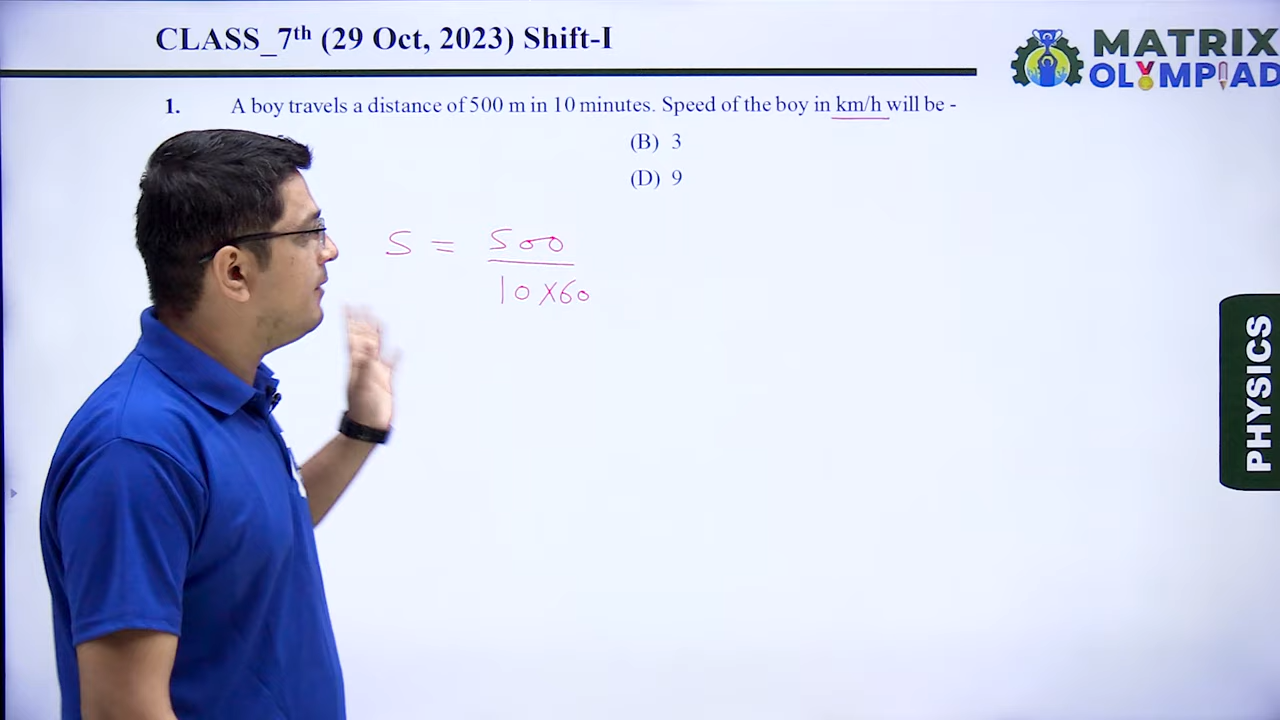 CLASS_7th (29 Oct, 2023) Shift-I
MATRIX
OLYMPIAD
1. A boy travels a distance of 500 m in 10 minutes. Speed of the boy in km/h will be -
(B) 3
(D) 9
S = 500
10×60
PHYSICS